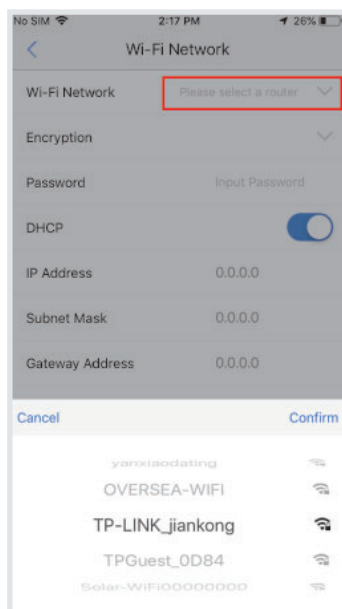 No SIM 2:17 PM 26%
Wi-Fi Network
Wi-Fi Network Please select a router
Encryption
Password Input Password
DHCP
IP Address 0.0.0.0
Subnet Mask 0.0.0.0
Gateway Address 0.0.0.0
Cancel Confirm
yanxiaodating
OVERSEA-WIFI
TP-LINK_jiankong
TPGuest_0D84
Solar-WiFi00000000